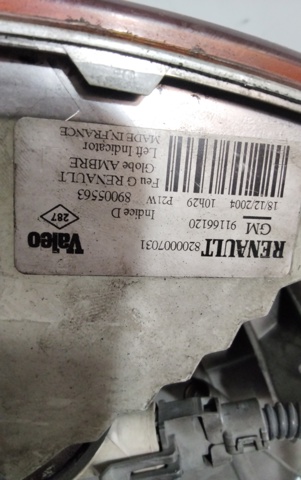 RENAULT 8200007031
GM 91166120
18/12/2004 10h29 P21W
Indice D
89005563
Feu G RENAULT
Globe AMBRE
Left Indicator
MADE IN FRANCE
287
Valeo